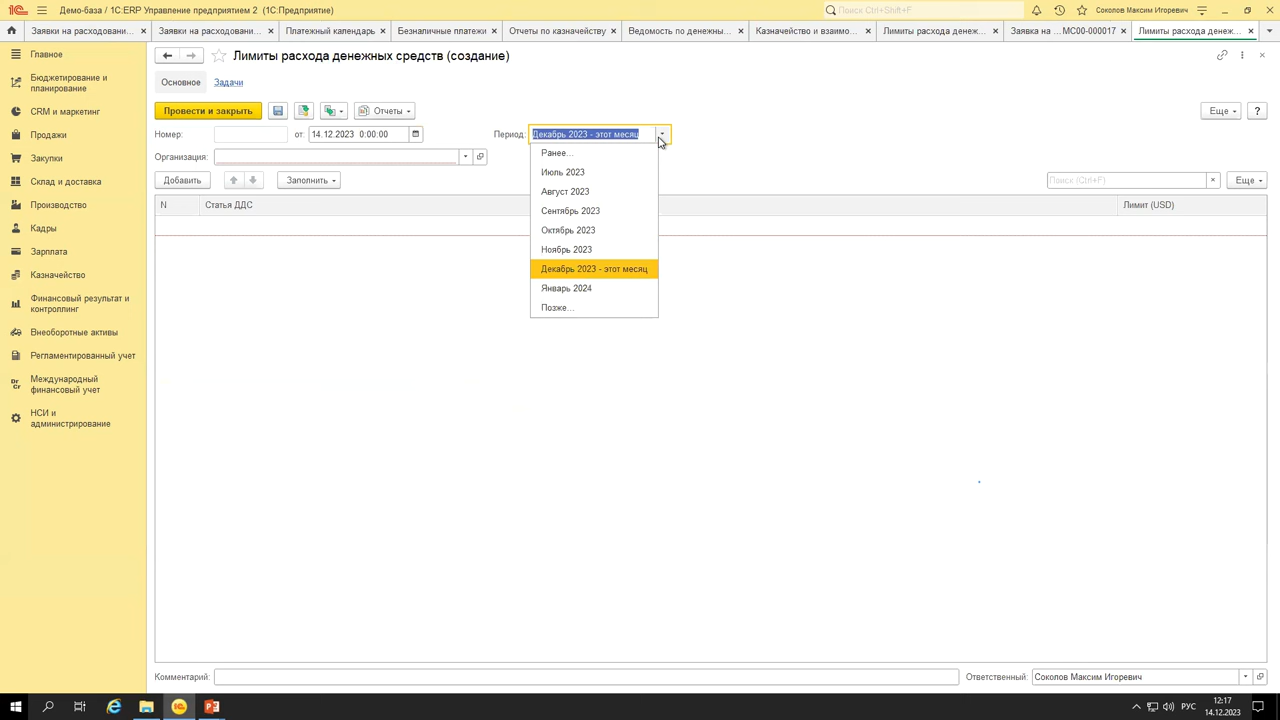 Демо-база / 1С:ERP Управление предприятием 2 (1С:Предприятие)
Поиск Ctrl+Shift+F
Соколов Максим Игоревич
Заявки на расходовани...
Заявки на расходовани...
Платежный календарь
Безналичные платежи
Отчеты по казначейству
Ведомость по денежны...
Казначейство и взаимо...
Лимиты расхода денеж...
Заявка на ...МС00-000017
Лимиты расхода денеж...
Главное
Бюджетирование и
планирование
CRM и маркетинг
Продажи
Закупки
Склад и доставка
Производство
Кадры
Зарплата
Казначейство
Финансовый результат и
контроллинг
Внеоборотные активы
Регламентированный учет
Международный
финансовый учет
НСИ и
администрирование
Лимиты расхода денежных средств (создание)
Основное
Задачи
Провести и закрыть
Отчеты
Еще
?
Номер:
от:
14.12.2023 0:00:00
Период:
Декабрь 2023 - этот месяц
Организация:
Добавить
Заполнить
Поиск (Ctrl+F)
Еще
N
Статья ДДС
Лимит (USD)
Ранее...
Июль 2023
Август 2023
Сентябрь 2023
Октябрь 2023
Ноябрь 2023
Декабрь 2023 - этот месяц
Январь 2024
Позже...
Комментарий:
Ответственный:
Соколов Максим Игоревич
РУС
12:17
14.12.2023